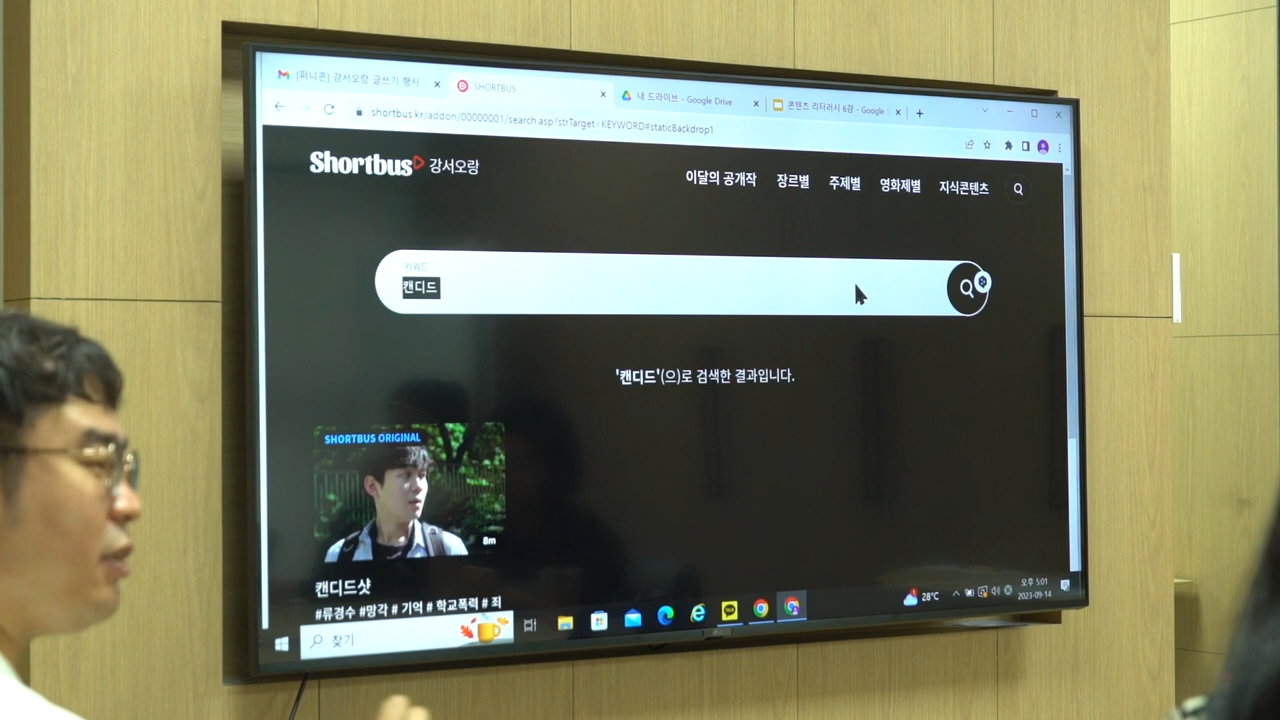 [퍼니콘] 강서오랑 글쓰기 행사
SHORTBUS
내 드라이브 - Google Drive
콘텐츠 리터러시 6강 - Google S
shortbus.kr/addon/00000001/search.asp?strTarget=KEYWORD#staticBackdrop1
Shortbus 강서오랑
이달의 공개작 장르별 주제별 영화제별 지식콘텐츠
키워드
캔디드
'캔디드'(으)로 검색한 결과입니다.
SHORTBUS ORIGINAL
8m
캔디드샷
#류경수 #망각 # 기억 # 학교폭력 # 죄
찾기
28°C
오후 5:01
2023-09-14